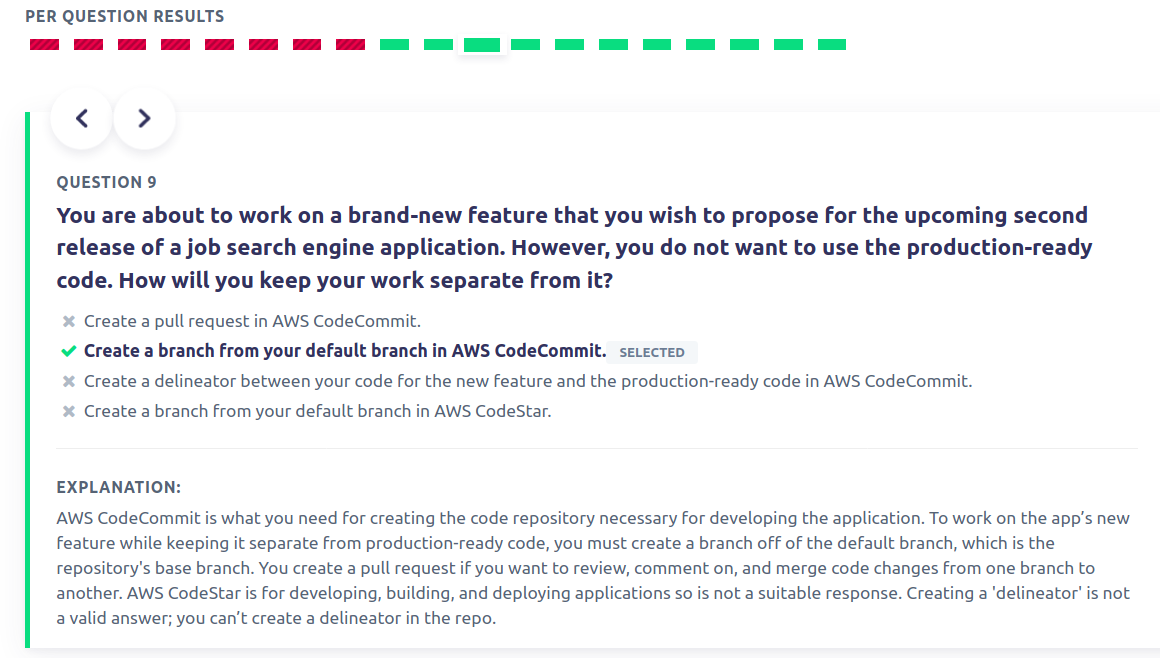 PER QUESTION RESULTS
QUESTION 9
You are about to work on a brand-new feature that you wish to propose for the upcoming second
release of a job search engine application. However, you do not want to use the production-ready
code. How will you keep your work separate from it?
Create a pull request in AWS CodeCommit.
Create a branch from your default branch in AWS CodeCommit. SELECTED
Create a delineator between your code for the new feature and the production-ready code in AWS CodeCommit.
Create a branch from your default branch in AWS CodeStar.
EXPLANATION:
AWS CodeCommit is what you need for creating the code repository necessary for developing the application. To work on the app’s new
feature while keeping it separate from production-ready code, you must create a branch off of the default branch, which is the
repository's base branch. You create a pull request if you want to review, comment on, and merge code changes from one branch to
another. AWS CodeStar is for developing, building, and deploying applications so is not a suitable response. Creating a 'delineator' is not
a valid answer; you can’t create a delineator in the repo.